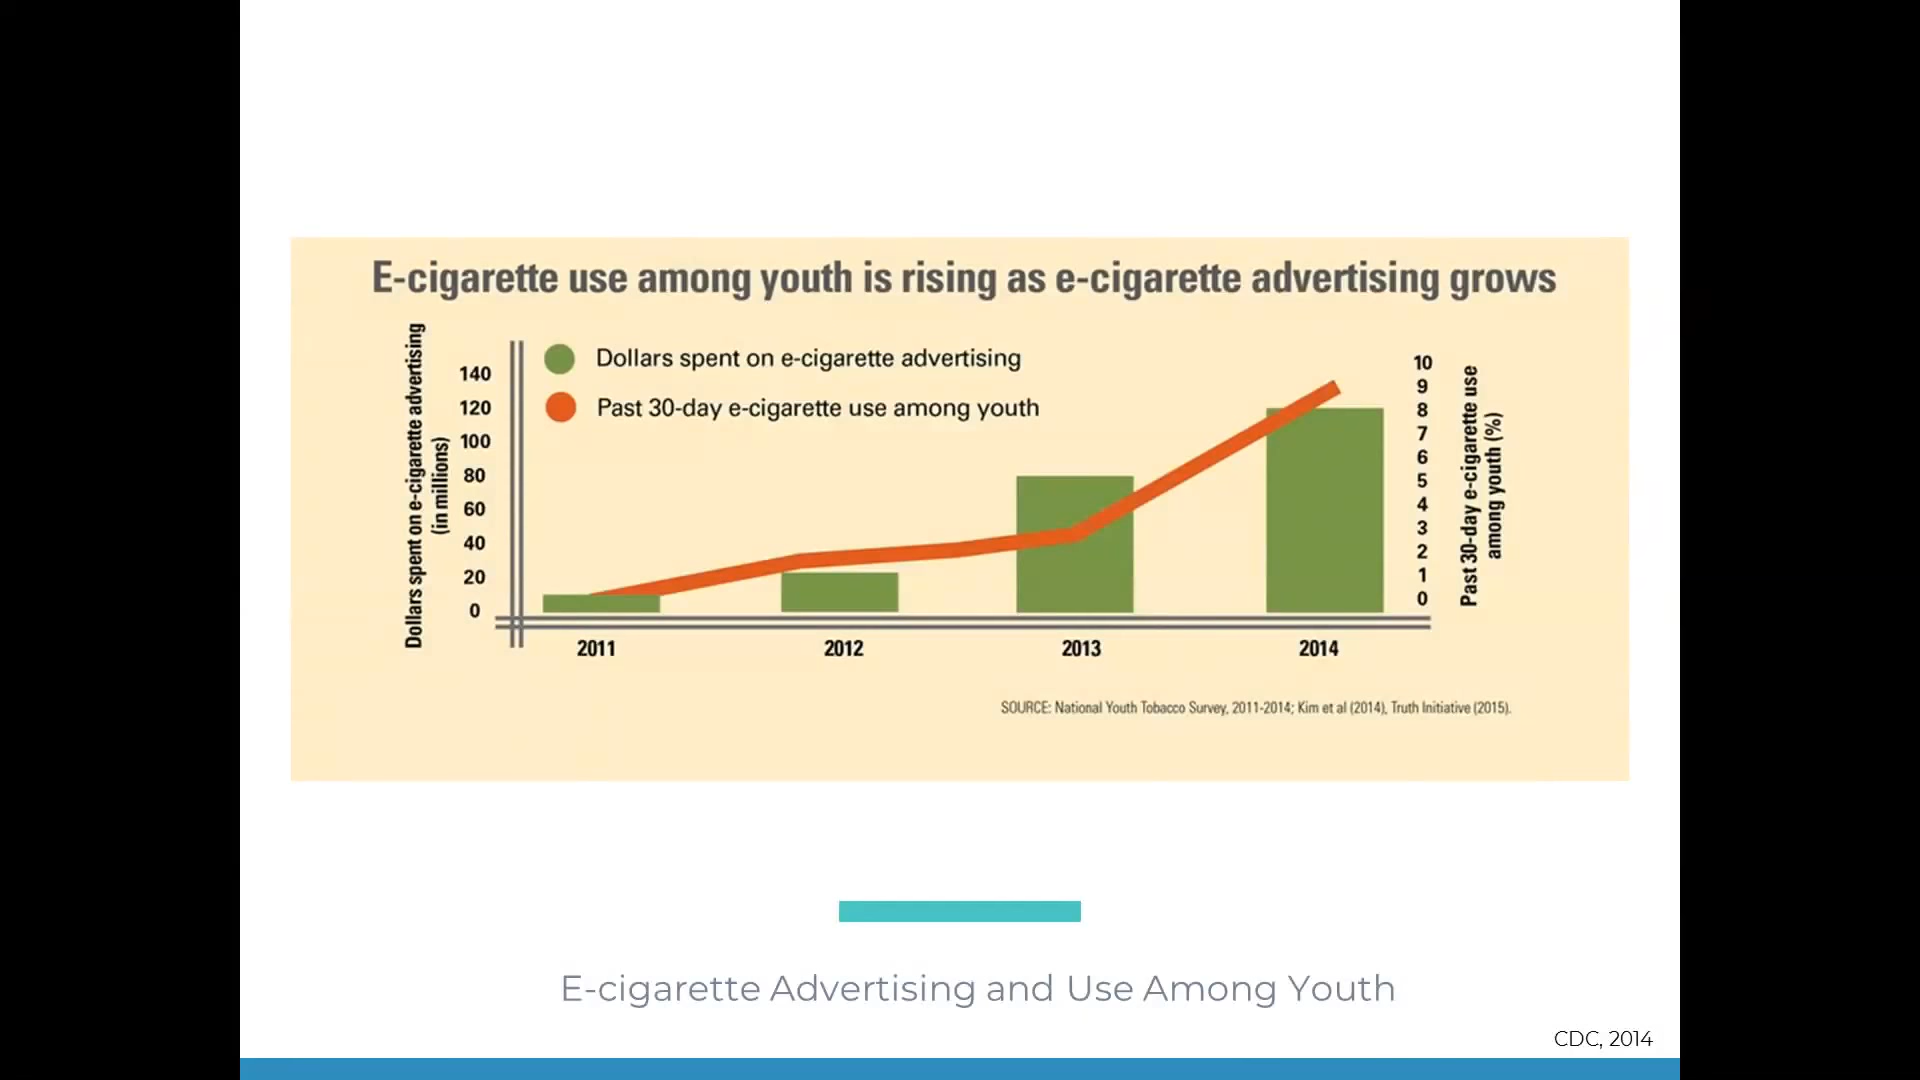 E-cigarette use among youth is rising as e-cigarette advertising grows
Dollars spent on e-cigarette advertising
(in millions)
140
120
100
80
60
40
20
0
Dollars spent on e-cigarette advertising
Past 30-day e-cigarette use among youth
10
9
8
7
6
5
4
3
2
1
0
Past 30-day e-cigarette use
among youth (%)
2011 2012 2013 2014
SOURCE: National Youth Tobacco Survey, 2011-2014; Kim et al (2014), Truth Initiative (2015).
E-cigarette Advertising and Use Among Youth
CDC, 2014